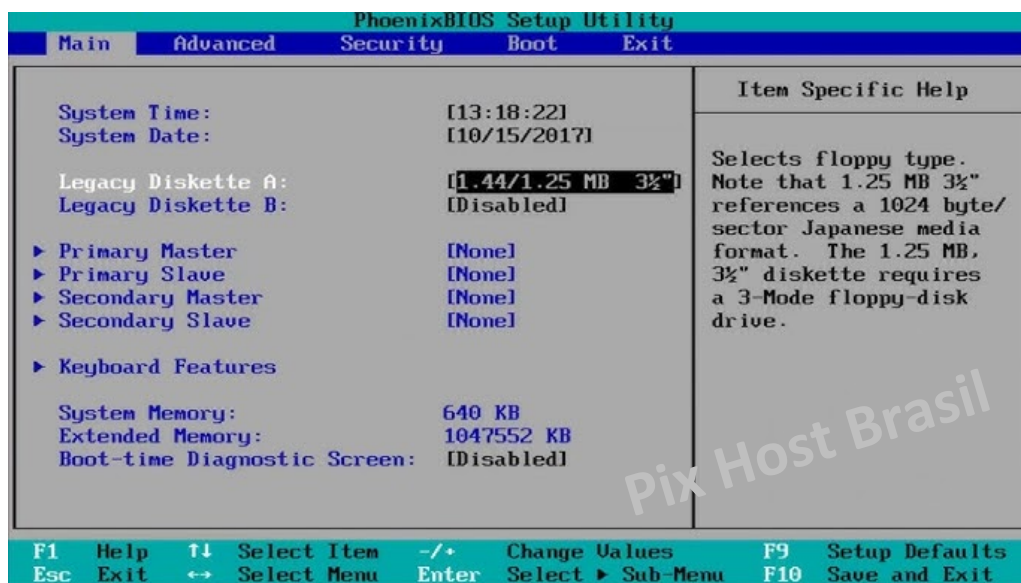 PhoenixBIOS Setup Utility
Main Advanced Security Boot Exit
System Time: [13:18:22]
System Date: [10/15/2017]
Legacy Diskette A: [1.44/1.25 MB 3½"]
Legacy Diskette B: [Disabled]
▶ Primary Master [None]
▶ Primary Slave [None]
▶ Secondary Master [None]
▶ Secondary Slave [None]
▶ Keyboard Features
System Memory: 640 KB
Extended Memory: 1047552 KB
Boot-time Diagnostic Screen: [Disabled]
Item Specific Help
Selects floppy type.
Note that 1.25 MB 3½"
references a 1024 byte/
sector Japanese media
format. The 1.25 MB,
3½" diskette requires
a 3-Mode floppy-disk
drive.
Pix Host Brasil
F1 Help ↑↓ Select Item -/+ Change Values F9 Setup Defaults
Esc Exit ↔ Select Menu Enter Select ▶ Sub-Menu F10 Save and Exit